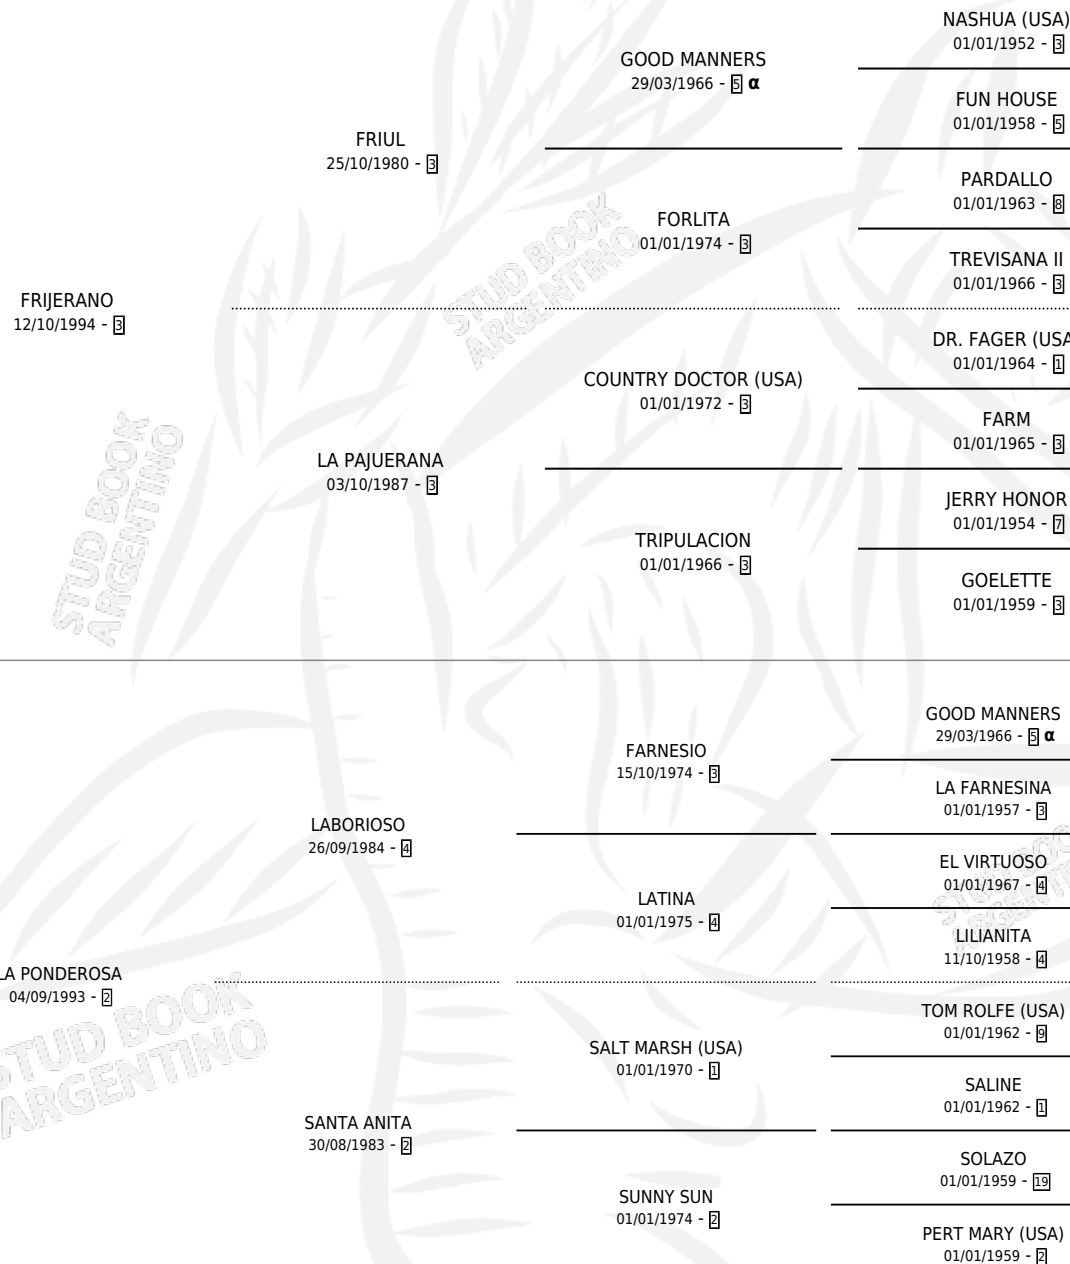 NASHUA (USA)
01/01/1952 - 3
GOOD MANNERS
29/03/1966 - 5 α
FUN HOUSE
01/01/1958 - 5
FRIUL
25/10/1980 - 3
PARDALLO
01/01/1963 - 8
FORLITA
01/01/1974 - 3
TREVISANA II
01/01/1966 - 3
FRIJERANO
12/10/1994 - 3
DR. FAGER (USA
01/01/1964 - 1
COUNTRY DOCTOR (USA)
01/01/1972 - 3
FARM
01/01/1965 - 3
LA PAJUERANA
03/10/1987 - 3
JERRY HONOR
01/01/1954 - 7
TRIPULACION
01/01/1966 - 3
GOELETTE
01/01/1959 - 3
STUD BOOK
ARGENTINO
STUD BOOK
ARGENTINO
GOOD MANNERS
29/03/1966 - 5 α
FARNESIO
15/10/1974 - 3
LA FARNESINA
01/01/1957 - 3
LABORIOSO
26/09/1984 - 4
EL VIRTUOSO
01/01/1967 - 4
LATINA
01/01/1975 - 4
LILIANITA
11/10/1958 - 4
LA PONDEROSA
04/09/1993 - 2
TOM ROLFE (USA)
01/01/1962 - 9
SALT MARSH (USA)
01/01/1970 - 1
SALINE
01/01/1962 - 1
SANTA ANITA
30/08/1983 - 2
SOLAZO
01/01/1959 - 19
SUNNY SUN
01/01/1974 - 2
PERT MARY (USA)
01/01/1959 - 2
STUD BOOK
ARGENTINO